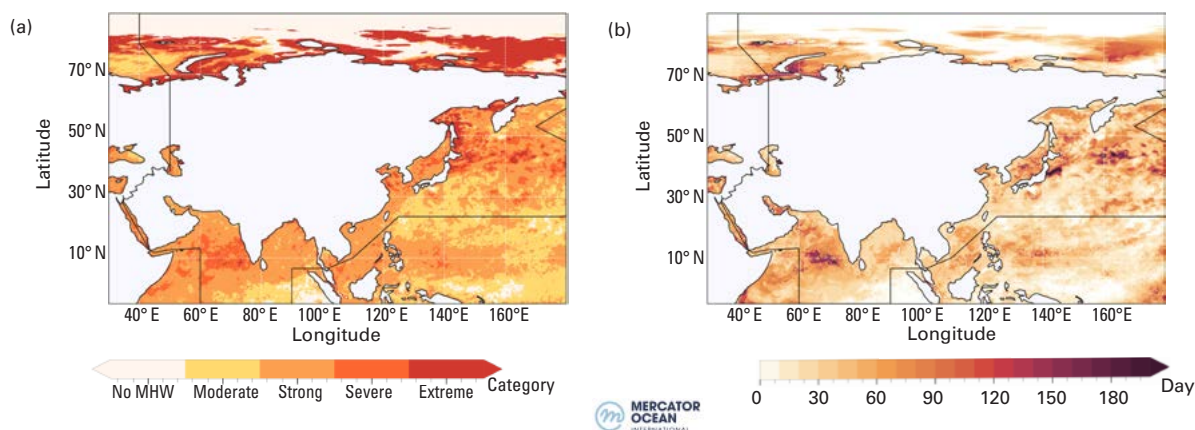 (a)
70° N
50° N
30° N
10° N
Latitude
40° E 60° E 80° E 100° E 120° E 140° E 160° E
Longitude
No MHW Moderate Strong Severe Extreme Category
(b)
70° N
50° N
30° N
10° N
Latitude
40° E 60° E 80° E 100° E 120° E 140° E 160° E
Longitude
0 30 60 90 120 150 180 Day
MERCATOR
OCEAN
INTERNATIONAL